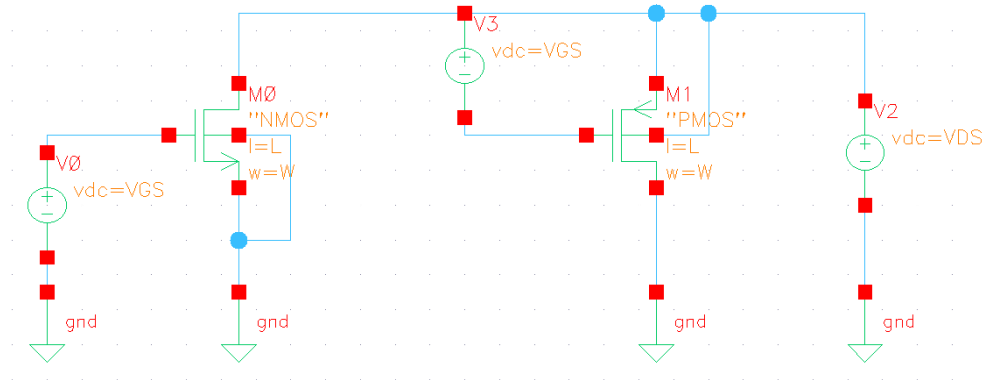 V3
vdc=VGS
M0
"NMOS"
l=L
w=W
M1
"PMOS"
l=L
w=W
V2
vdc=VDS
V0
vdc=VGS
gnd
gnd
gnd
gnd